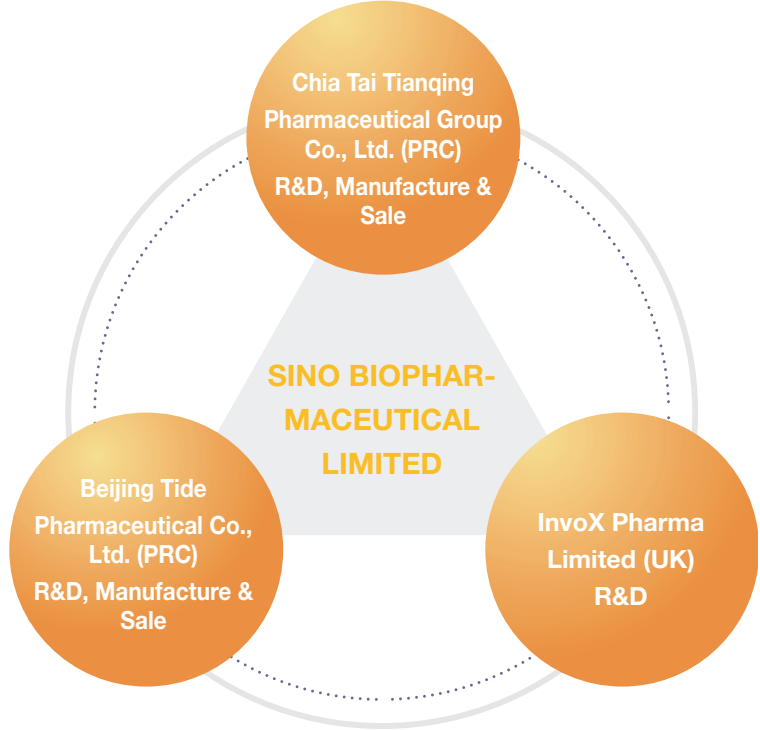 Chia Tai Tianqing
Pharmaceutical Group
Co., Ltd. (PRC)
R&D, Manufacture &
Sale
SINO BIOPHAR-
MACEUTICAL
LIMITED
Beijing Tide
Pharmaceutical Co.,
Ltd. (PRC)
R&D, Manufacture &
Sale
InvoX Pharma
Limited (UK)
R&D